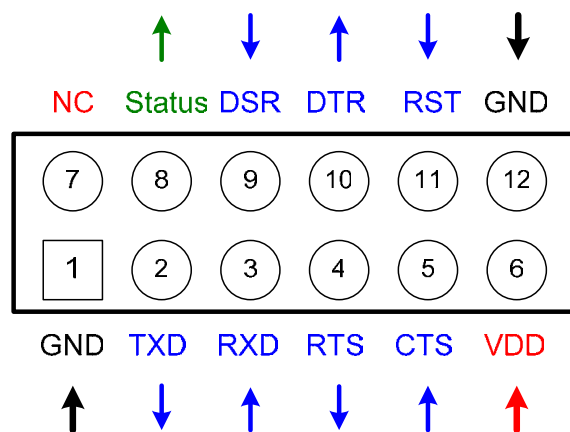 NC Status DSR DTR RST GND
7 8 9 10 11 12
1 2 3 4 5 6
GND TXD RXD RTS CTS VDD